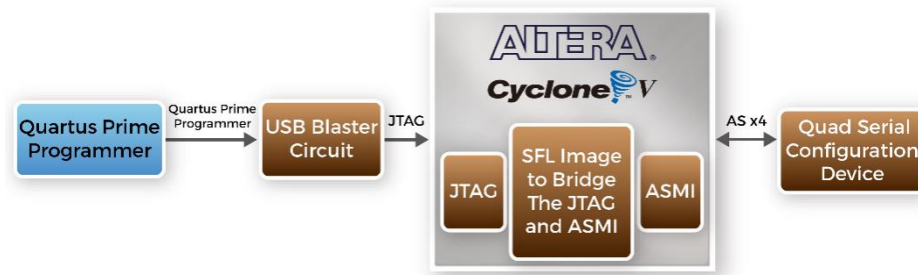 ALTERA®
Cyclone™ V
Quartus Prime
Programmer
Quartus Prime
Programmer
USB Blaster
Circuit
JTAG
JTAG
SFL Image
to Bridge
The JTAG
and ASMI
ASMI
AS x4
Quad Serial
Configuration
Device